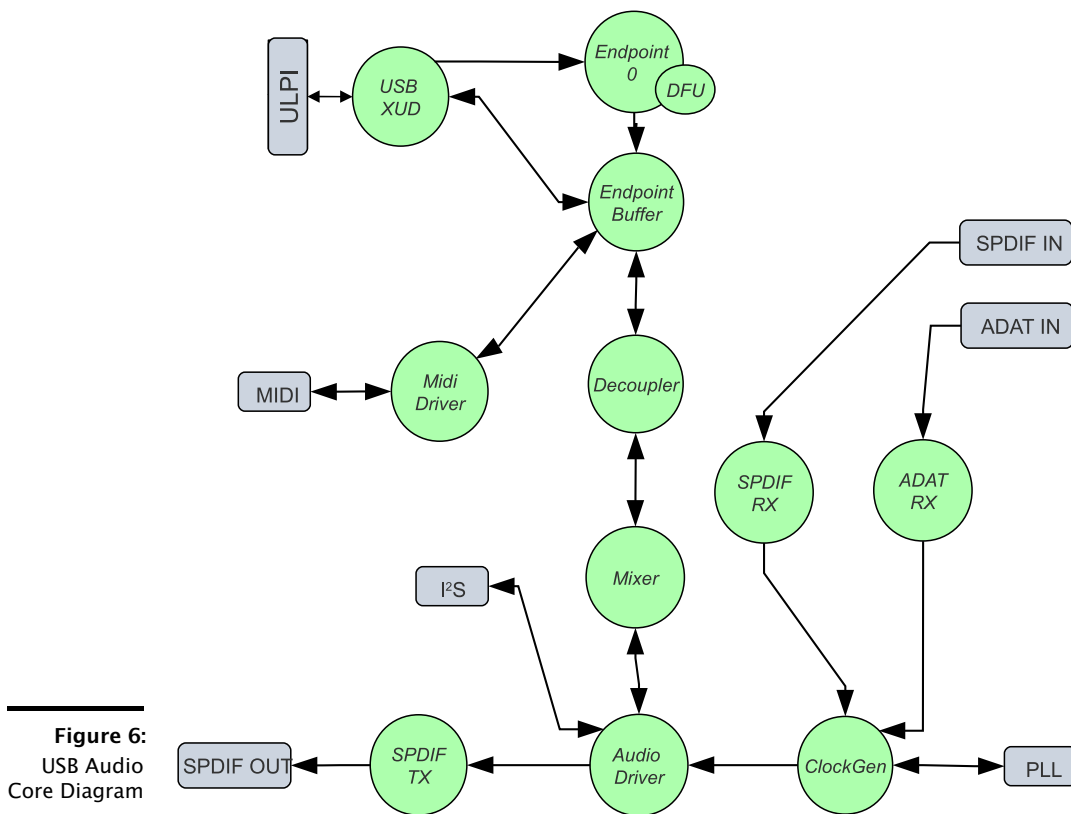 Endpoint
0
DFU
ULPI
USB
XUD
Endpoint
Buffer
SPDIF IN
ADAT IN
MIDI
Midi
Driver
Decoupler
SPDIF
RX
ADAT
RX
I²S
Mixer
Figure 6:
USB Audio
Core Diagram
SPDIF OUT
SPDIF
TX
Audio
Driver
ClockGen
PLL